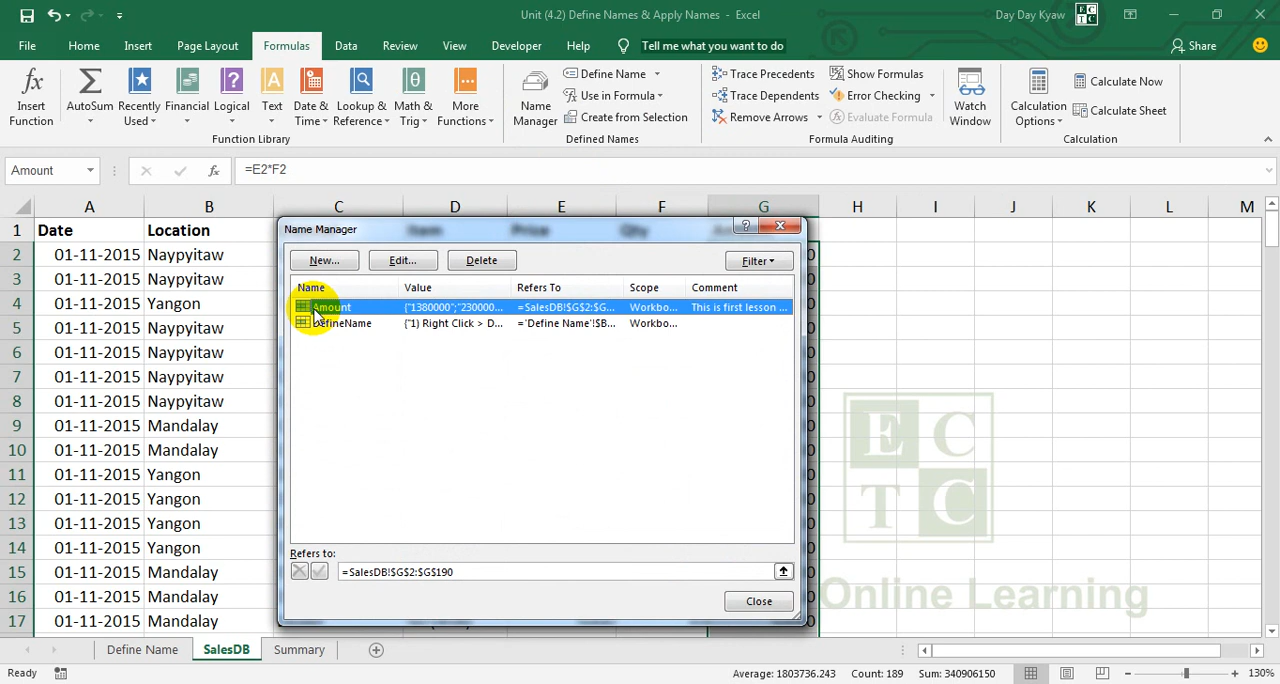 Unit (4.2) Define Names & Apply Names - Excel
Day Day Kyaw
EC
TC
File Home Insert Page Layout Formulas Data Review View Developer Help Tell me what you want to do Share
Insert Function
AutoSum
Recently Used
Financial
Logical
Text
Date & Time
Lookup & Reference
Math & Trig
More Functions
Function Library
Name Manager
Define Name
Use in Formula
Create from Selection
Defined Names
Trace Precedents
Trace Dependents
Remove Arrows
Show Formulas
Error Checking
Evaluate Formula
Formula Auditing
Watch Window
Calculation Options
Calculate Now
Calculate Sheet
Calculation
Amount fx =E2*F2
A B C D E F G H I J K L M
1 Date Location Item Price Qty
2 01-11-2015 Naypyitaw
3 01-11-2015 Naypyitaw
4 01-11-2015 Yangon
5 01-11-2015 Naypyitaw
6 01-11-2015 Naypyitaw
7 01-11-2015 Naypyitaw
8 01-11-2015 Naypyitaw
9 01-11-2015 Mandalay
10 01-11-2015 Mandalay
11 01-11-2015 Yangon
12 01-11-2015 Yangon
13 01-11-2015 Yangon
14 01-11-2015 Yangon
15 01-11-2015 Mandalay
16 01-11-2015 Mandalay
17 01-11-2015 Mandalay
Name Manager
New... Edit... Delete Filter
Name Value Refers To Scope Comment
Amount {"1380000";"230000... =SalesDB!$G$2:$G... Workbo... This is first lesson ...
DefineName {"1) Right Click > D... ='Define Name'!$B... Workbo...
Refers to:
=SalesDB!$G$2:$G$190
Close
E C
T C
Online Learning
Define Name SalesDB Summary
Ready Average: 1803736.243 Count: 189 Sum: 340906150 130%